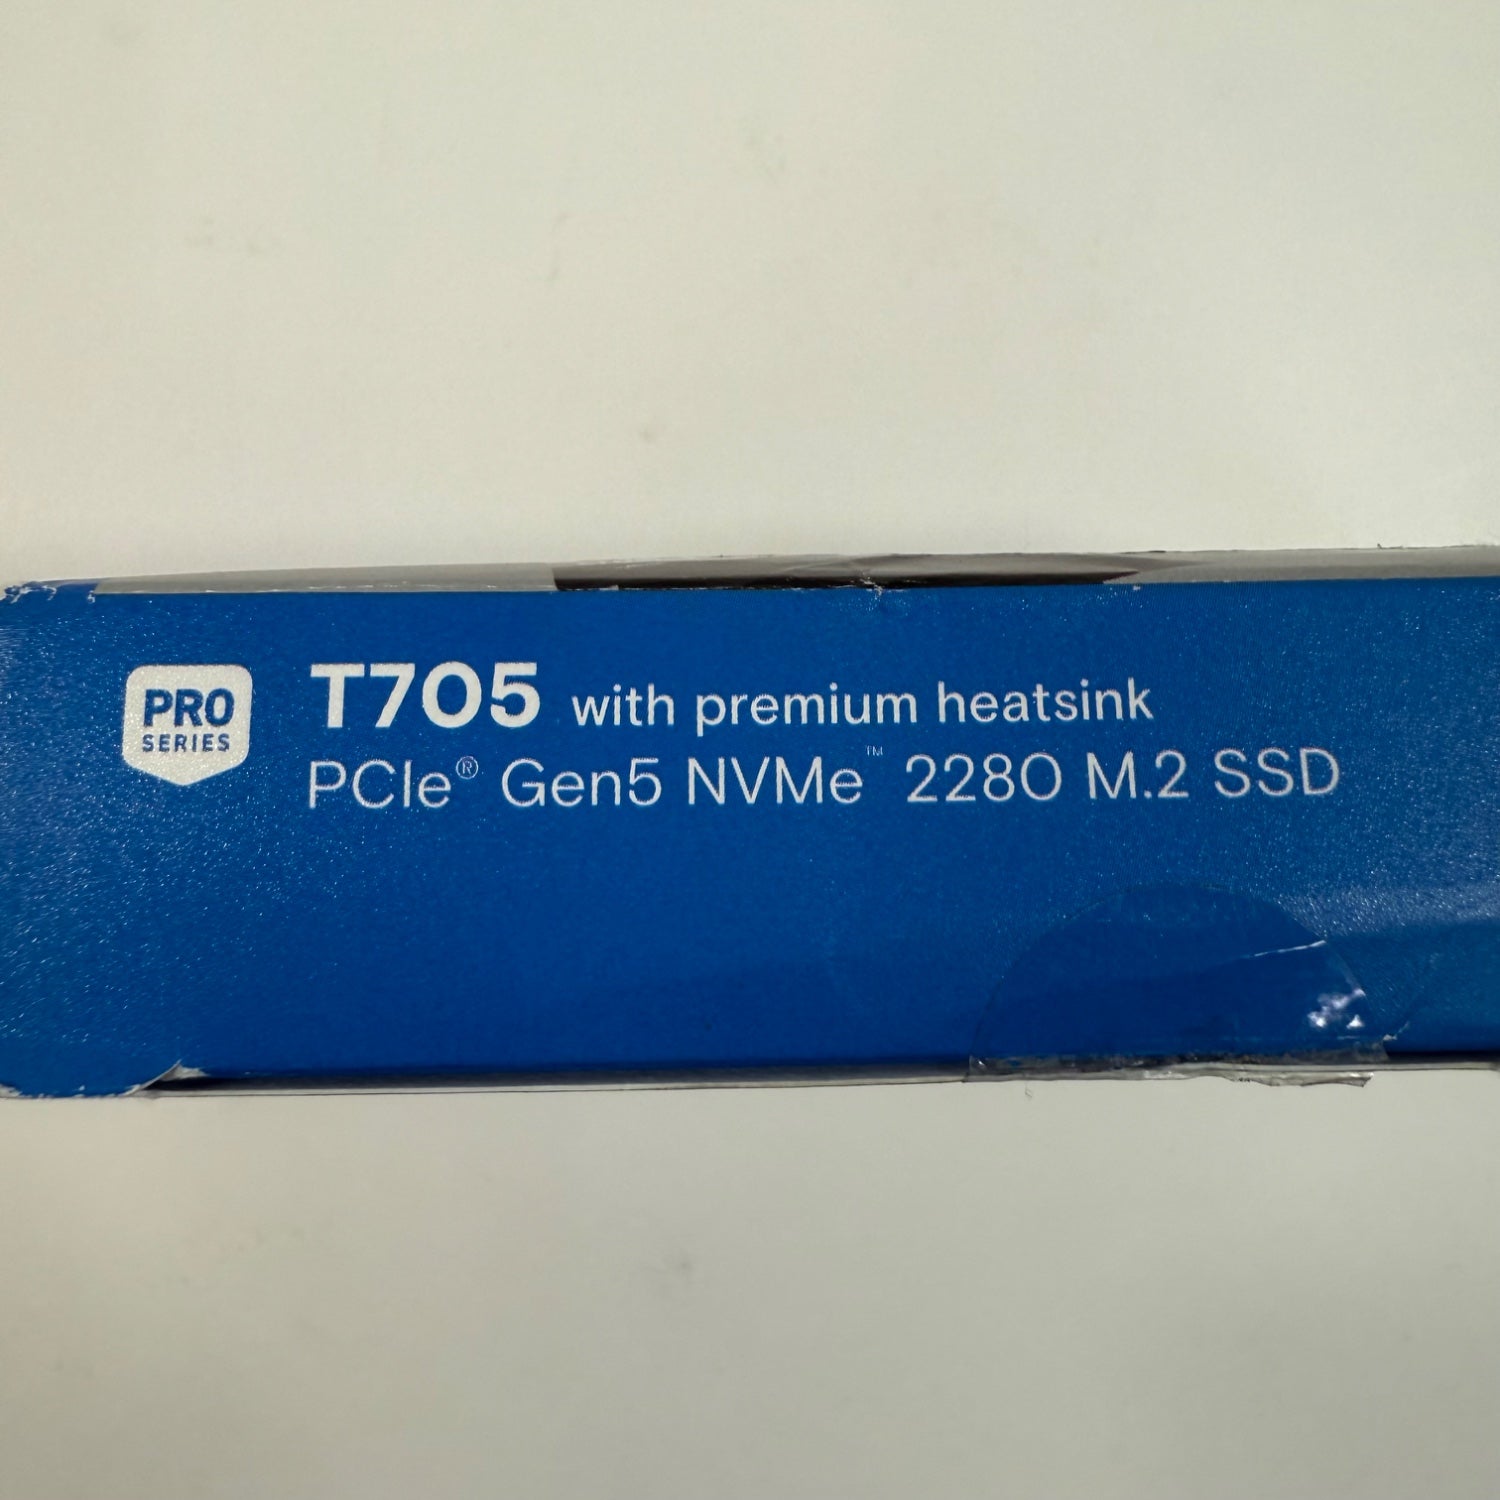 PRO
SERIES
T705 with premium heatsink
PCIe® Gen5 NVMe™ 2280 M.2 SSD